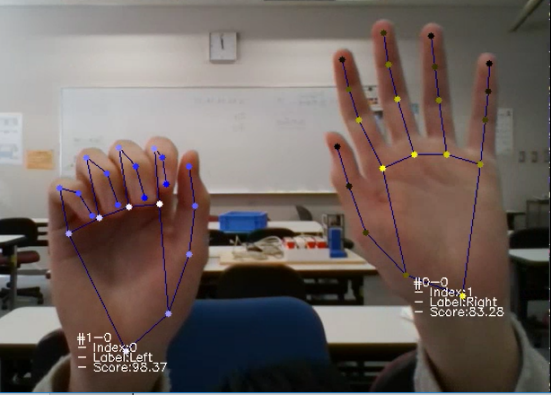 #0-0
- Index:1
- Label:Right
- Score:83.28
#1-0
- Index:0
- Label:Left
- Score:98.37